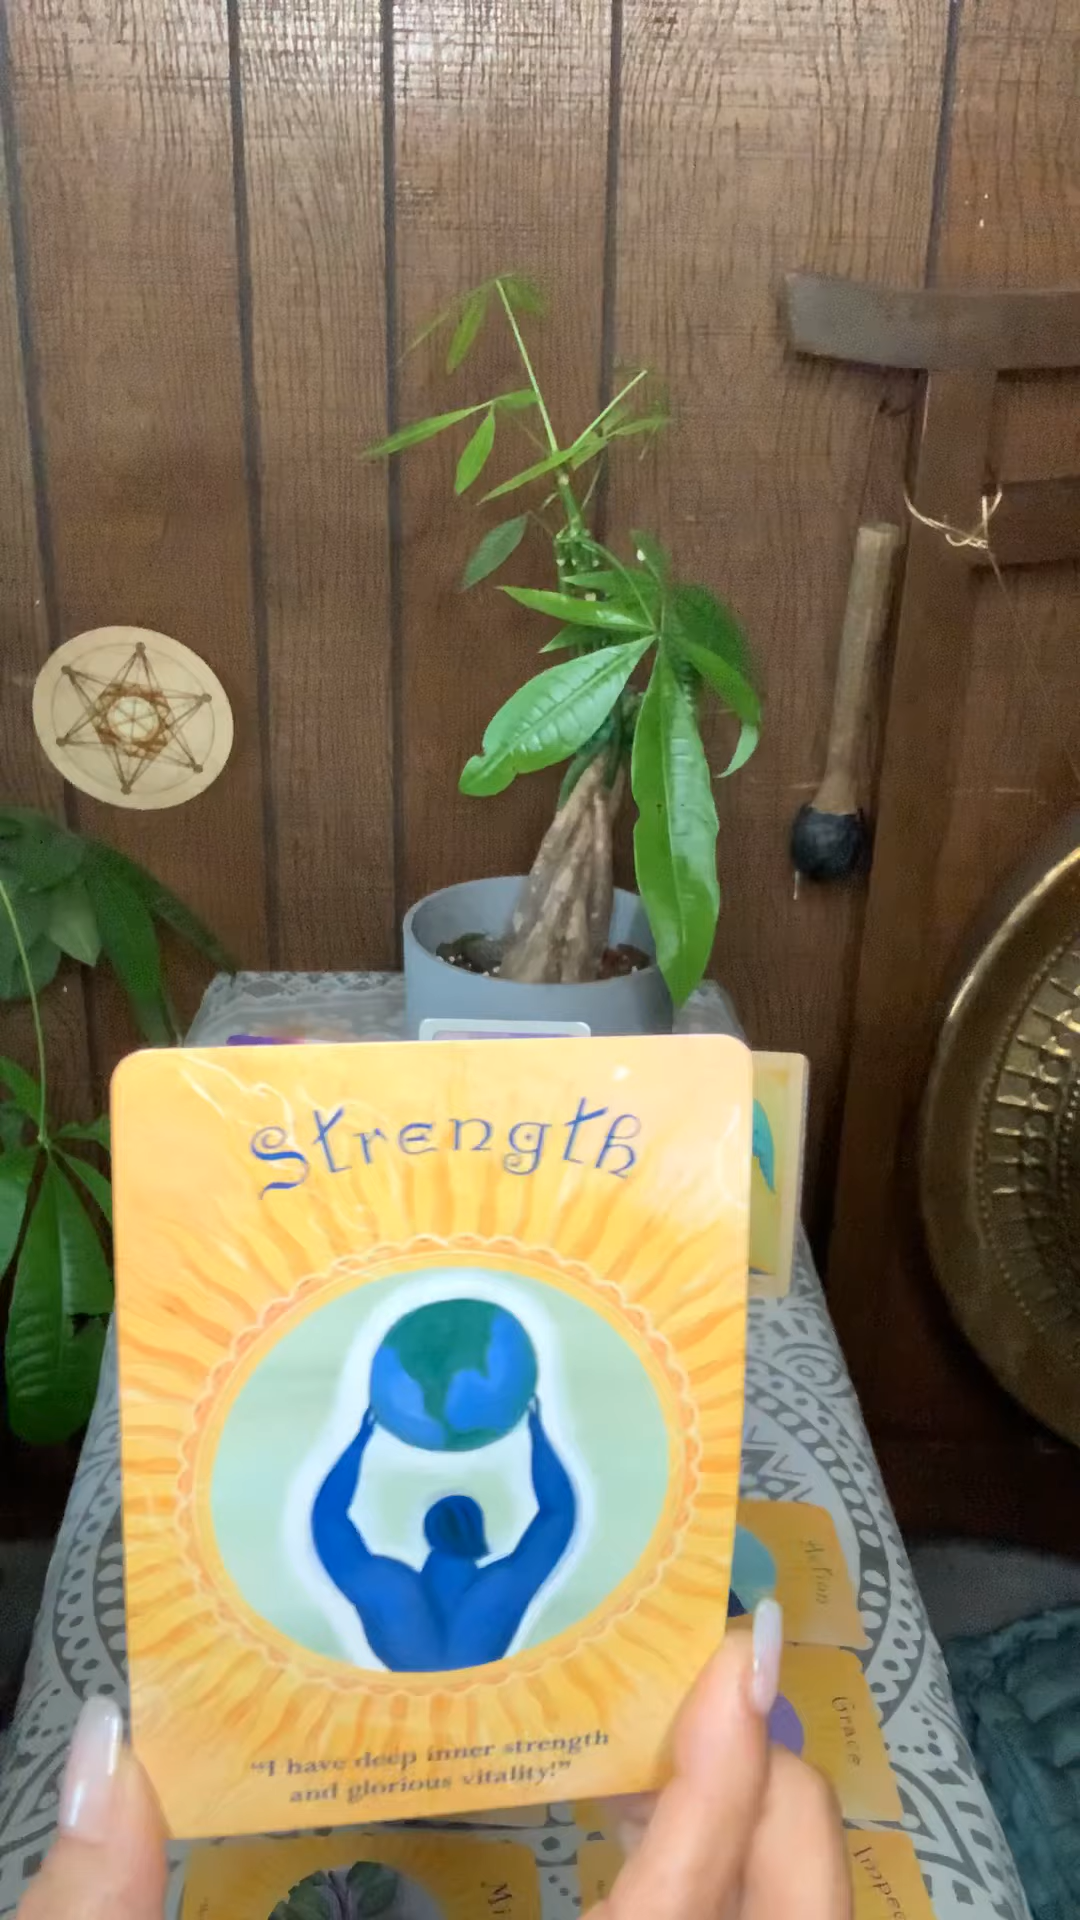 Strength
"I have deep inner strength
and glorious vitality!"
Action
Grace